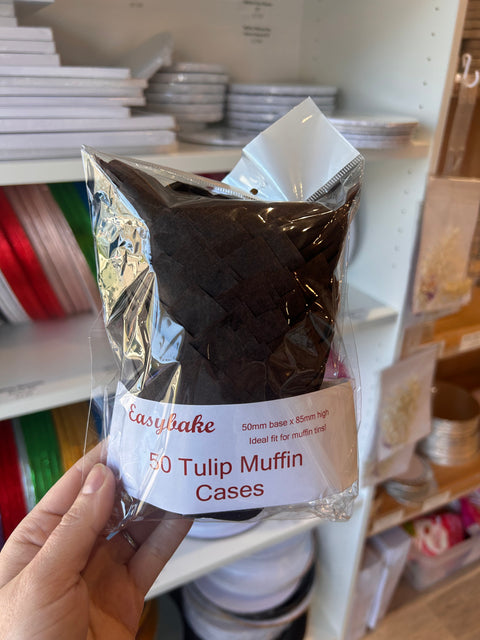 Easybake
50mm base x 85mm high
Ideal fit for muffin tins!
50 Tulip Muffin
Cases